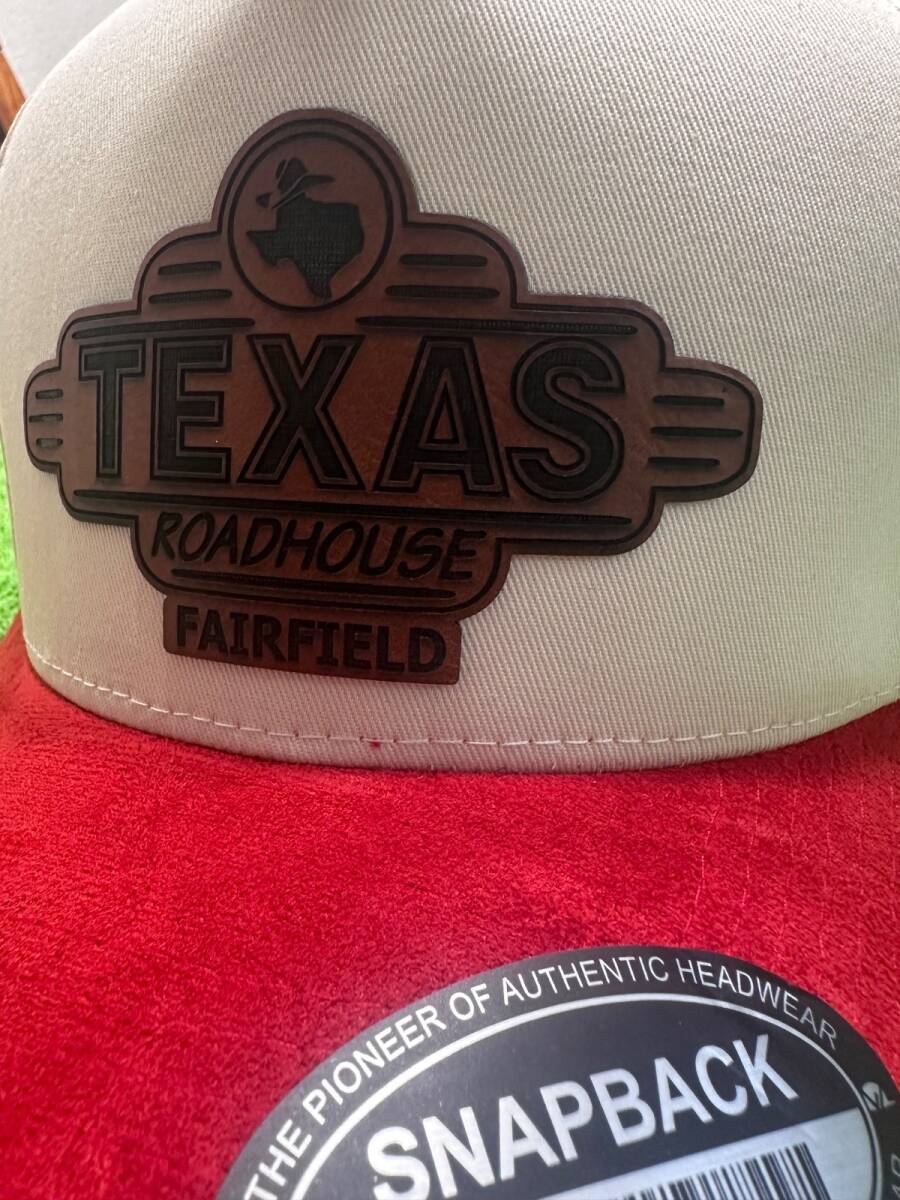 TEXAS
ROADHOUSE
FAIRFIELD
THE PIONEER OF AUTHENTIC HEADWEAR
SNAPBACK